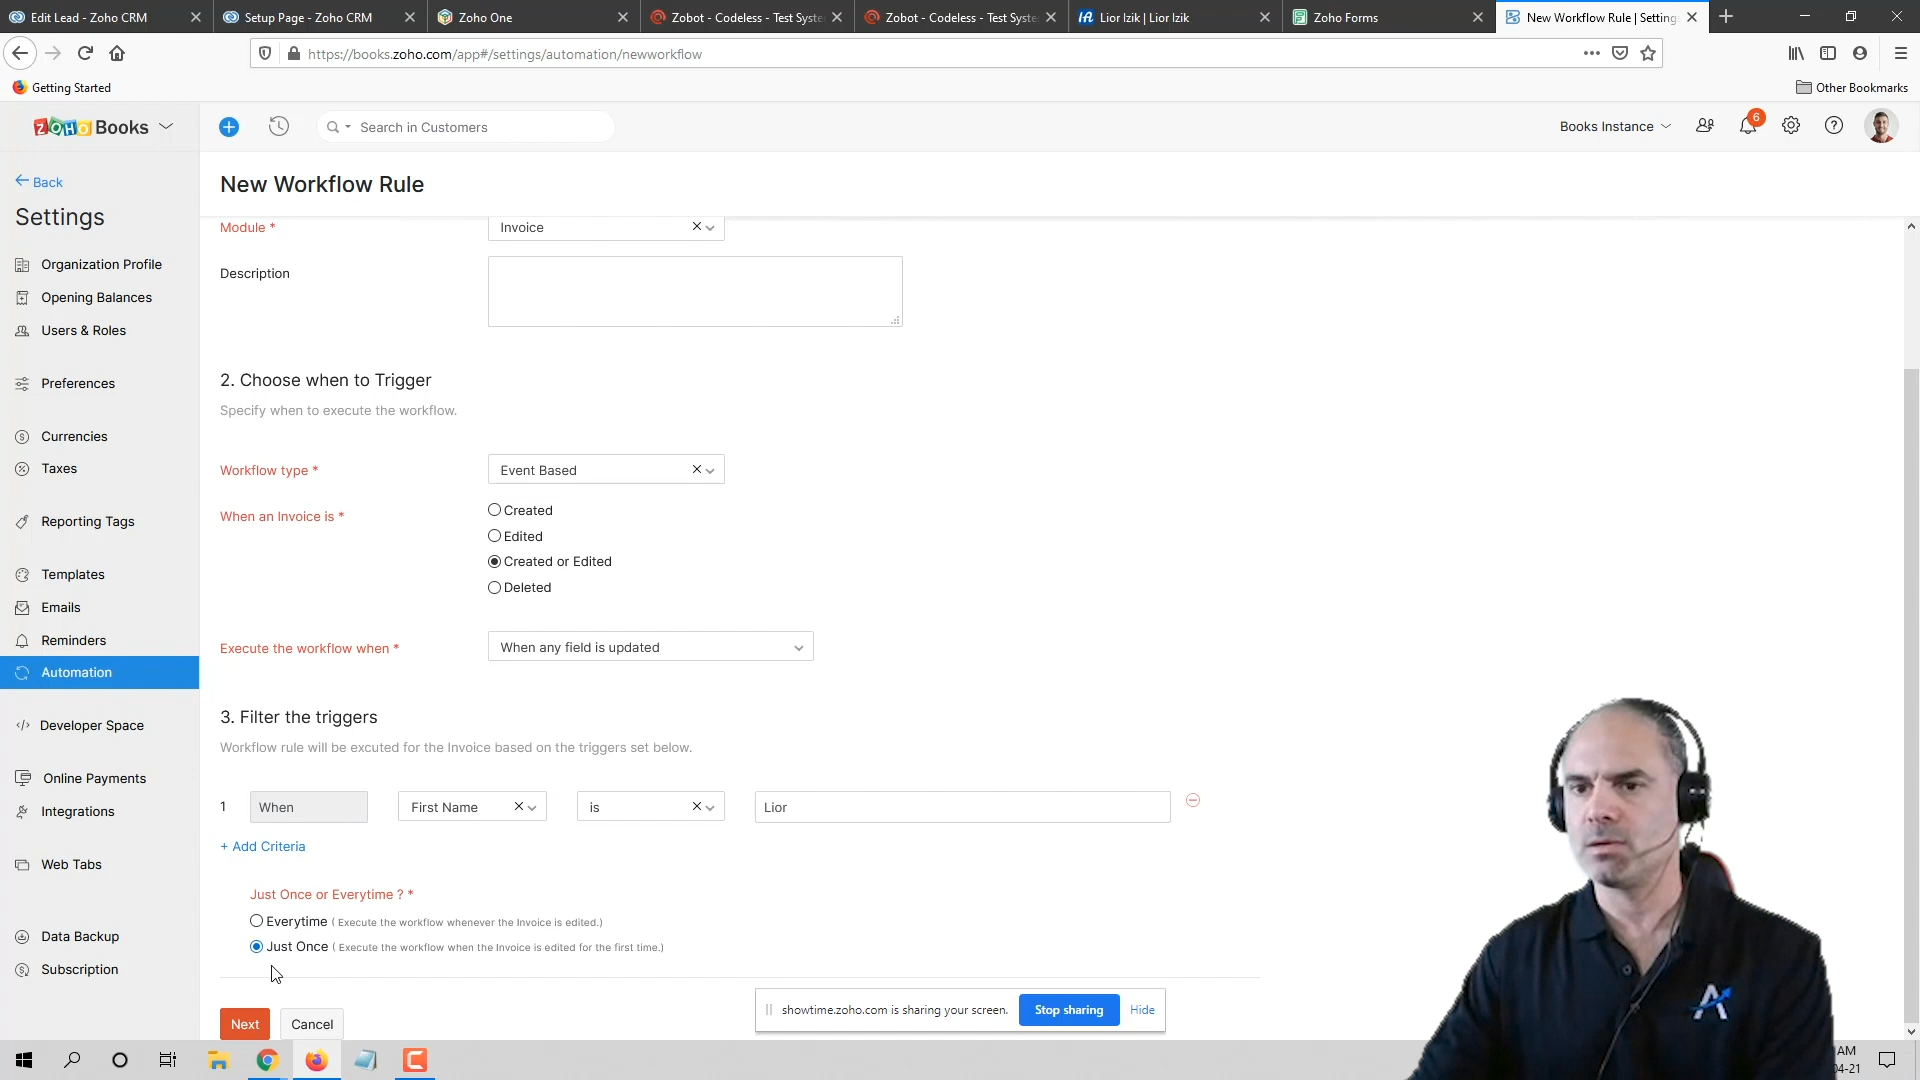 Edit Lead - Zoho CRM
Setup Page - Zoho CRM
Zoho One
Zobot - Codeless - Test Syste
Zobot - Codeless - Test Syste
Lior Izik | Lior Izik
Zoho Forms
New Workflow Rule | Settings
https://books.zoho.com/app#/settings/automation/newworkflow
Getting Started
Other Bookmarks
ZOHO Books
Search in Customers
Books Instance
6
Back
Settings
Organization Profile
Opening Balances
Users & Roles
Preferences
Currencies
Taxes
Reporting Tags
Templates
Emails
Reminders
Automation
Developer Space
Online Payments
Integrations
Web Tabs
Data Backup
Subscription
New Workflow Rule
Module *
Invoice
Description
2. Choose when to Trigger
Specify when to execute the workflow.
Workflow type *
Event Based
When an Invoice is *
Created
Edited
Created or Edited
Deleted
Execute the workflow when *
When any field is updated
3. Filter the triggers
Workflow rule will be excuted for the Invoice based on the triggers set below.
1 When First Name is Lior
+ Add Criteria
Just Once or Everytime ? *
Everytime ( Execute the workflow whenever the Invoice is edited.)
Just Once ( Execute the workflow when the Invoice is edited for the first time.)
Next
Cancel
showtime.zoho.com is sharing your screen.
Stop sharing
Hide
AM
04-21